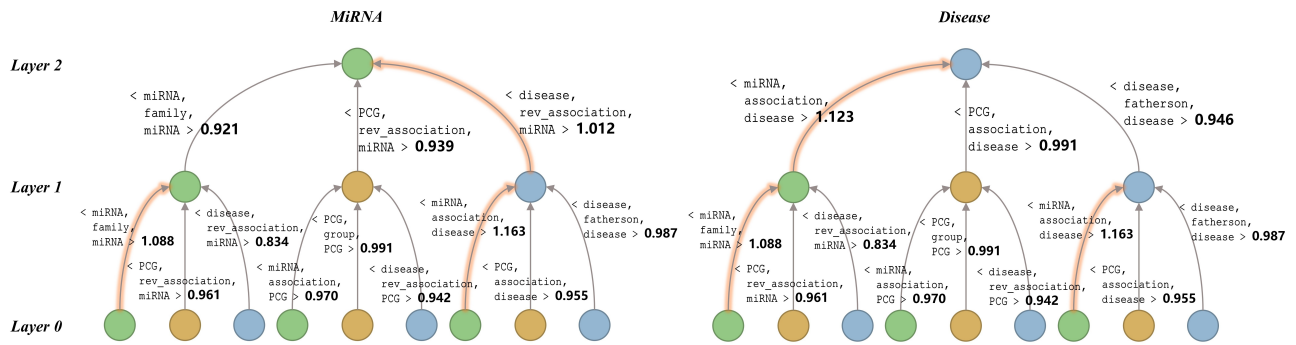 MiRNA
Disease
Layer 2
< miRNA,
family,
miRNA > 0.921
< PCG,
rev_association,
miRNA > 0.939
< disease,
rev_association,
miRNA > 1.012
< miRNA,
association,
disease > 1.123
< PCG,
association,
disease > 0.991
< disease,
fatherson,
disease > 0.946
Layer 1
< miRNA,
family,
miRNA > 1.088
< PCG,
rev_association,
miRNA > 0.961
< disease,
rev_association,
miRNA > 0.834
< miRNA,
association,
PCG > 0.970
< PCG,
group,
PCG > 0.991
< disease,
rev_association,
PCG > 0.942
< miRNA,
association,
disease > 1.163
< PCG,
association,
disease > 0.955
< disease,
fatherson,
disease > 0.987
< miRNA,
family,
miRNA > 1.088
< PCG,
rev_association,
miRNA > 0.961
< disease,
rev_association,
miRNA > 0.834
< miRNA,
association,
PCG > 0.970
< PCG,
group,
PCG > 0.991
< disease,
rev_association,
PCG > 0.942
< miRNA,
association,
disease > 1.163
< PCG,
association,
disease > 0.955
< disease,
fatherson,
disease > 0.987
Layer 0